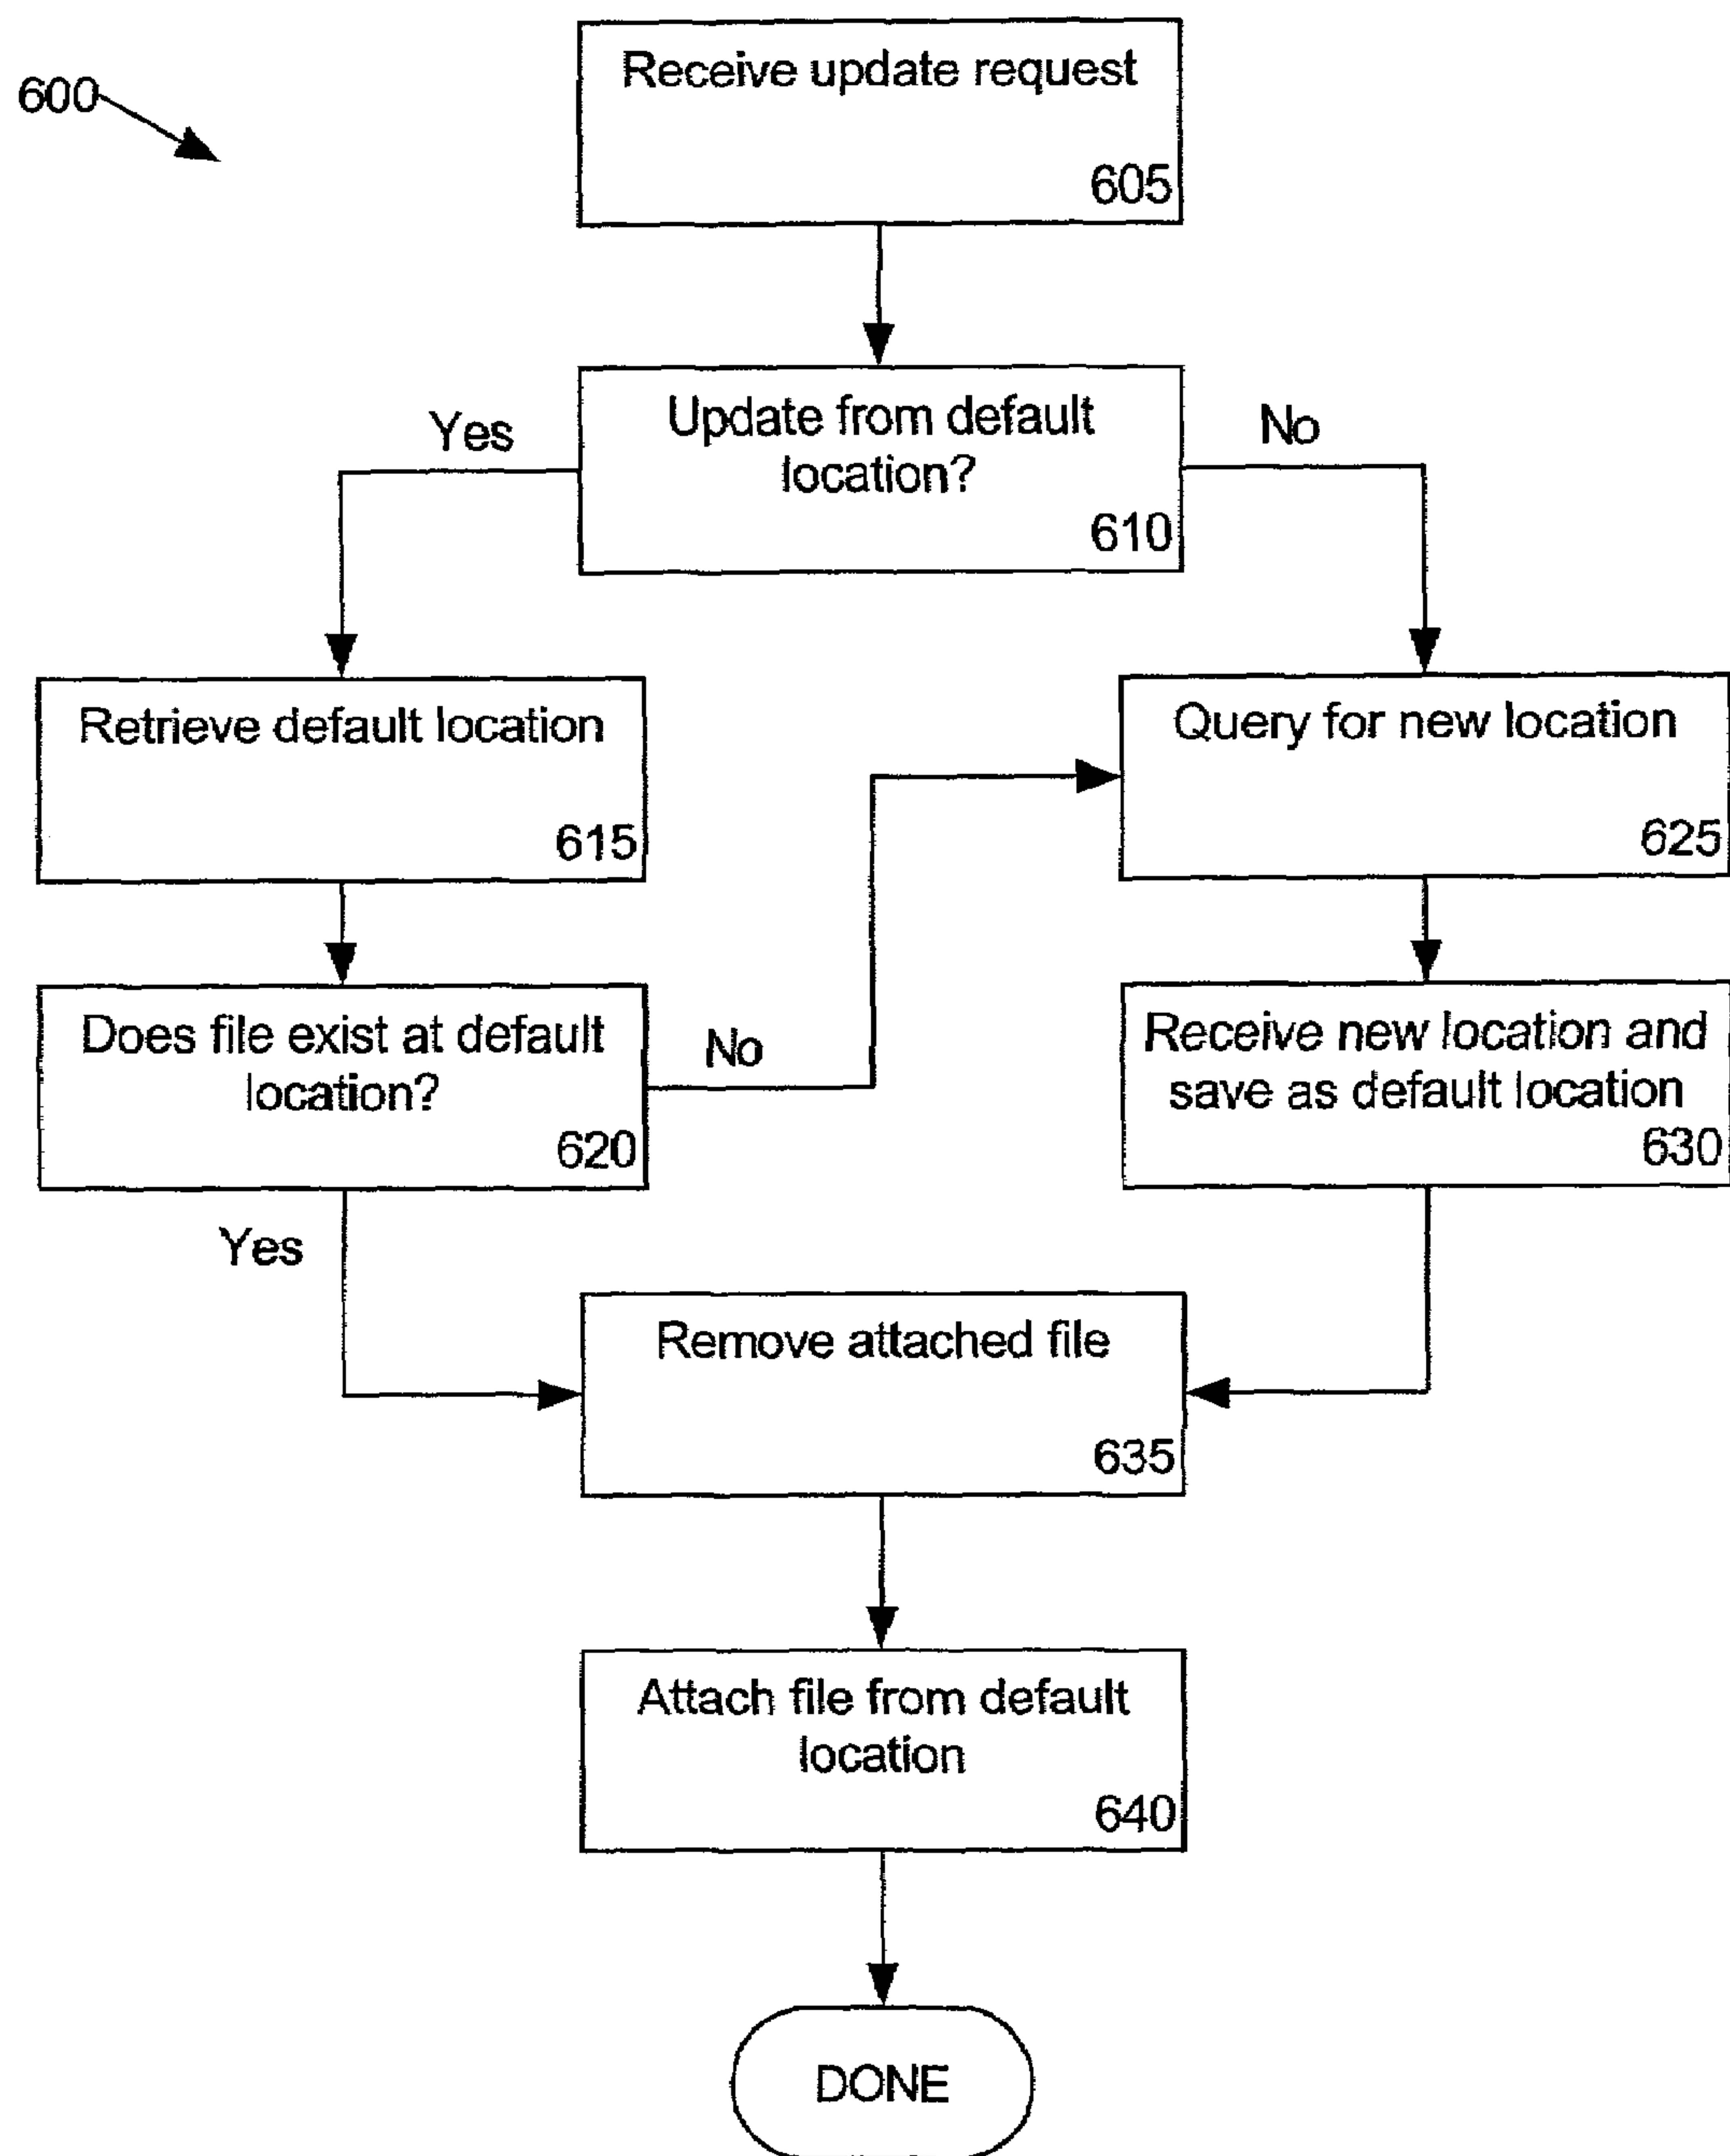 600
Receive update request
605
Update from default
location?
610
Yes
No
Retrieve default location
615
Query for new location
625
Does file exist at default
location?
620
No
Yes
Receive new location and
save as default location
630
Remove attached file
635
Attach file from default
location
640
DONE